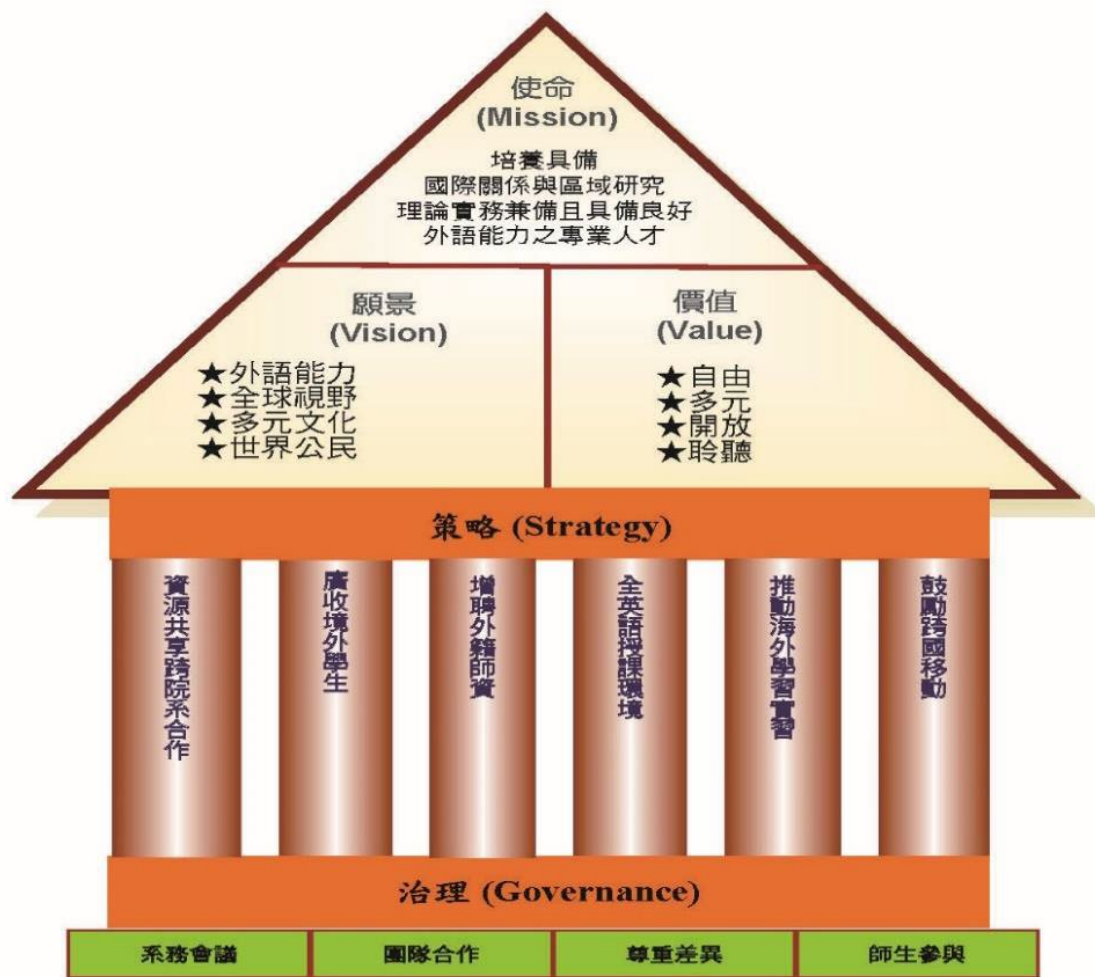 使命
(Mission)
培養具備
國際關係與區域研究
理論實務兼備且具備良好
外語能力之專業人才
願景
(Vision)
★外語能力
★全球視野
★多元文化
★世界公民
價值
(Value)
★自由
★多元
★開放
★聆聽
策略 (Strategy)
資源共享跨院系合作
廣收境外學生
增聘外籍師資
全英語授課環境
推動海外學習實習
鼓勵跨國移動
治理 (Governance)
系務會議
團隊合作
尊重差異
師生參與